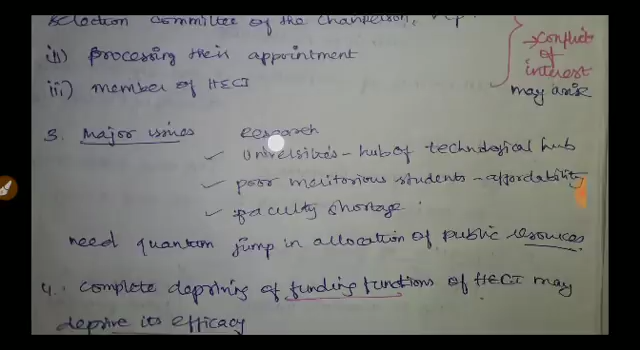 selection committee of the chairperson,
ii) processing their appointment
iii) member of HECI
→conflict
of
interest
may arise
3. Major issues
research
✓ Universities - hub of technological hub
✓ poor meritorious students - affordability
✓ Faculty shortage.
need quantum jump in allocation of public resources
4. Complete depriving of funding functions of HECI may
deprive its efficacy